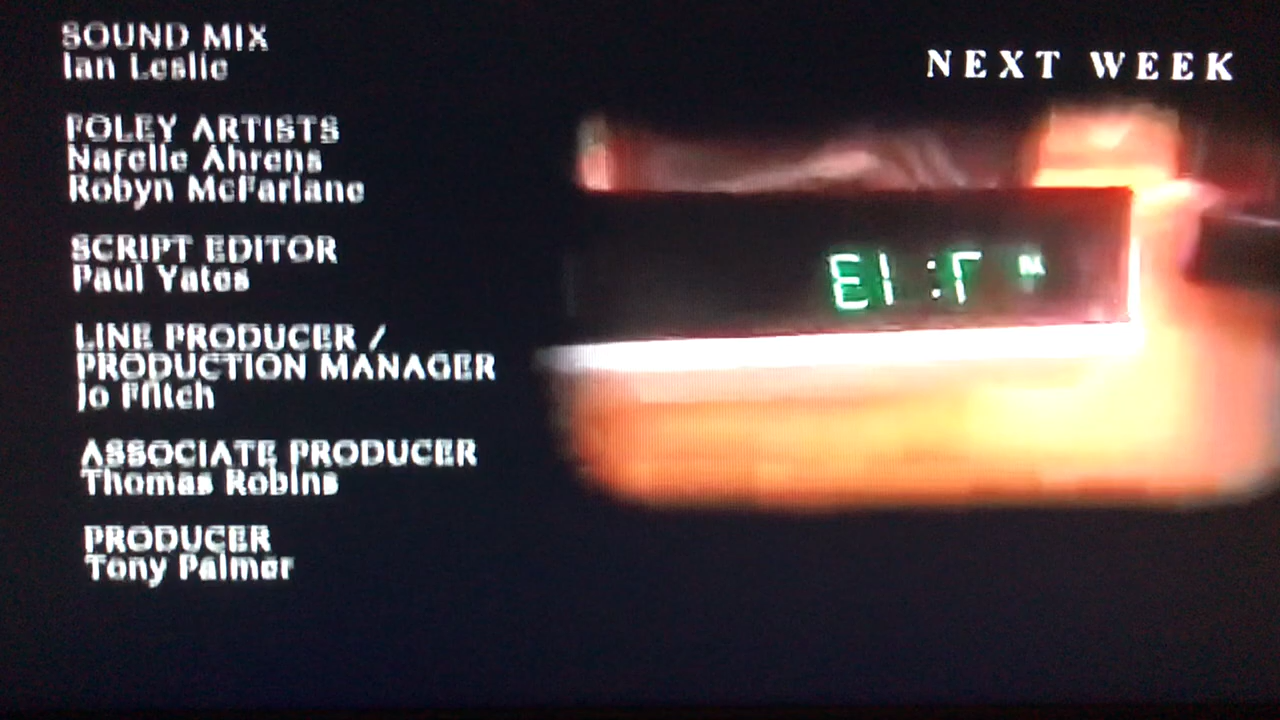 SOUND MIX
Ian Leslie
FOLEY ARTISTS
Narelle Ahrens
Robyn McFarlane
SCRIPT EDITOR
Paul Yates
LINE PRODUCER /
PRODUCTION MANAGER
Jo Ffitch
ASSOCIATE PRODUCER
Thomas Robins
PRODUCER
Tony Palmer
NEXT WEEK